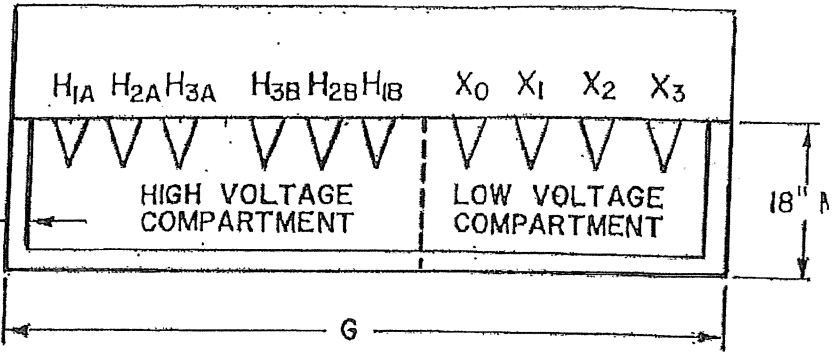 H1A H2A H3A H3B H2B H1B X0 X1 X2 X3
HIGH VOLTAGE
COMPARTMENT
LOW VOLTAGE
COMPARTMENT
18" M
G